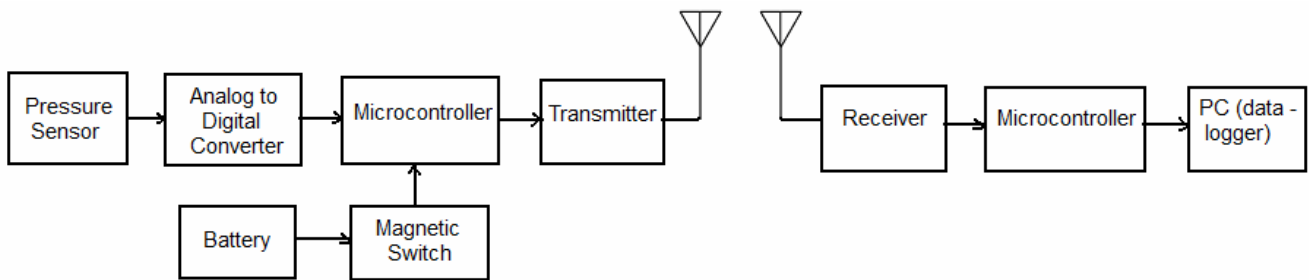 Pressure
Sensor
Analog to
Digital
Converter
Microcontroller
Transmitter
Receiver
Microcontroller
PC (data -
logger)
Battery
Magnetic
Switch